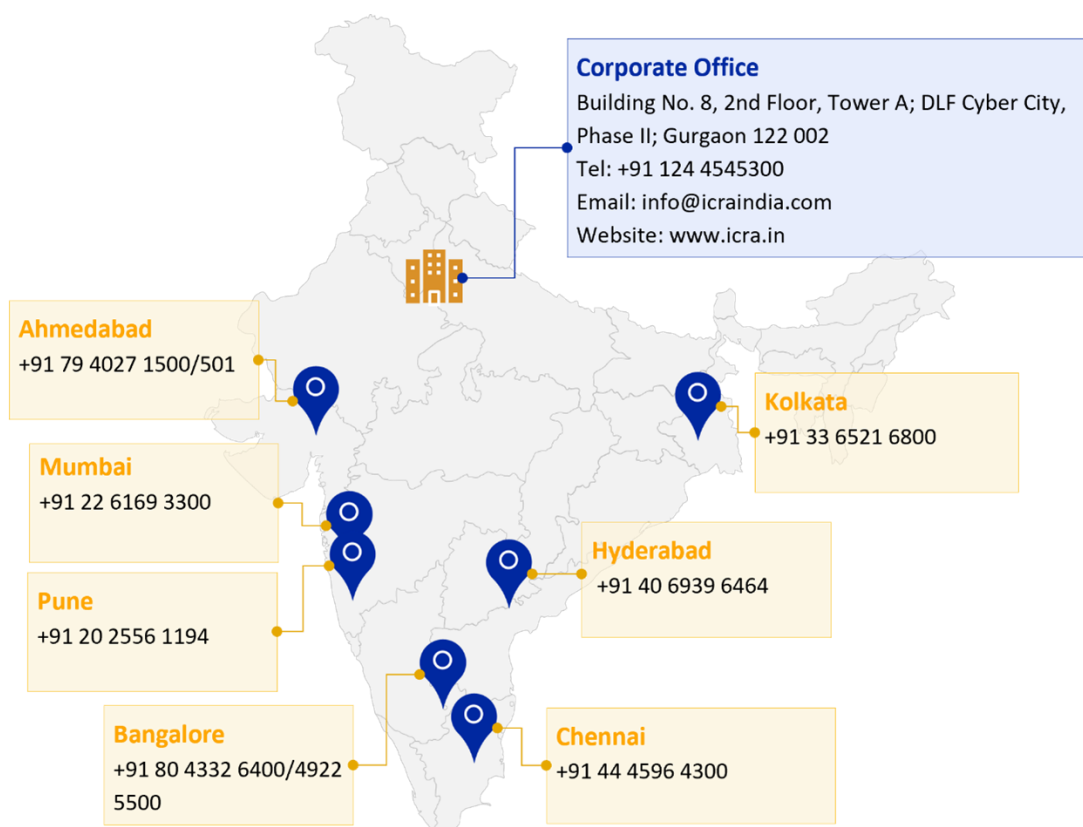 Corporate Office
Building No. 8, 2nd Floor, Tower A; DLF Cyber City,
Phase II; Gurgaon 122 002
Tel: +91 124 4545300
Email: info@icraindia.com
Website: www.icra.in
Ahmedabad
+91 79 4027 1500/501
Kolkata
+91 33 6521 6800
Mumbai
+91 22 6169 3300
Hyderabad
+91 40 6939 6464
Pune
+91 20 2556 1194
Bangalore
+91 80 4332 6400/4922
5500
Chennai
+91 44 4596 4300